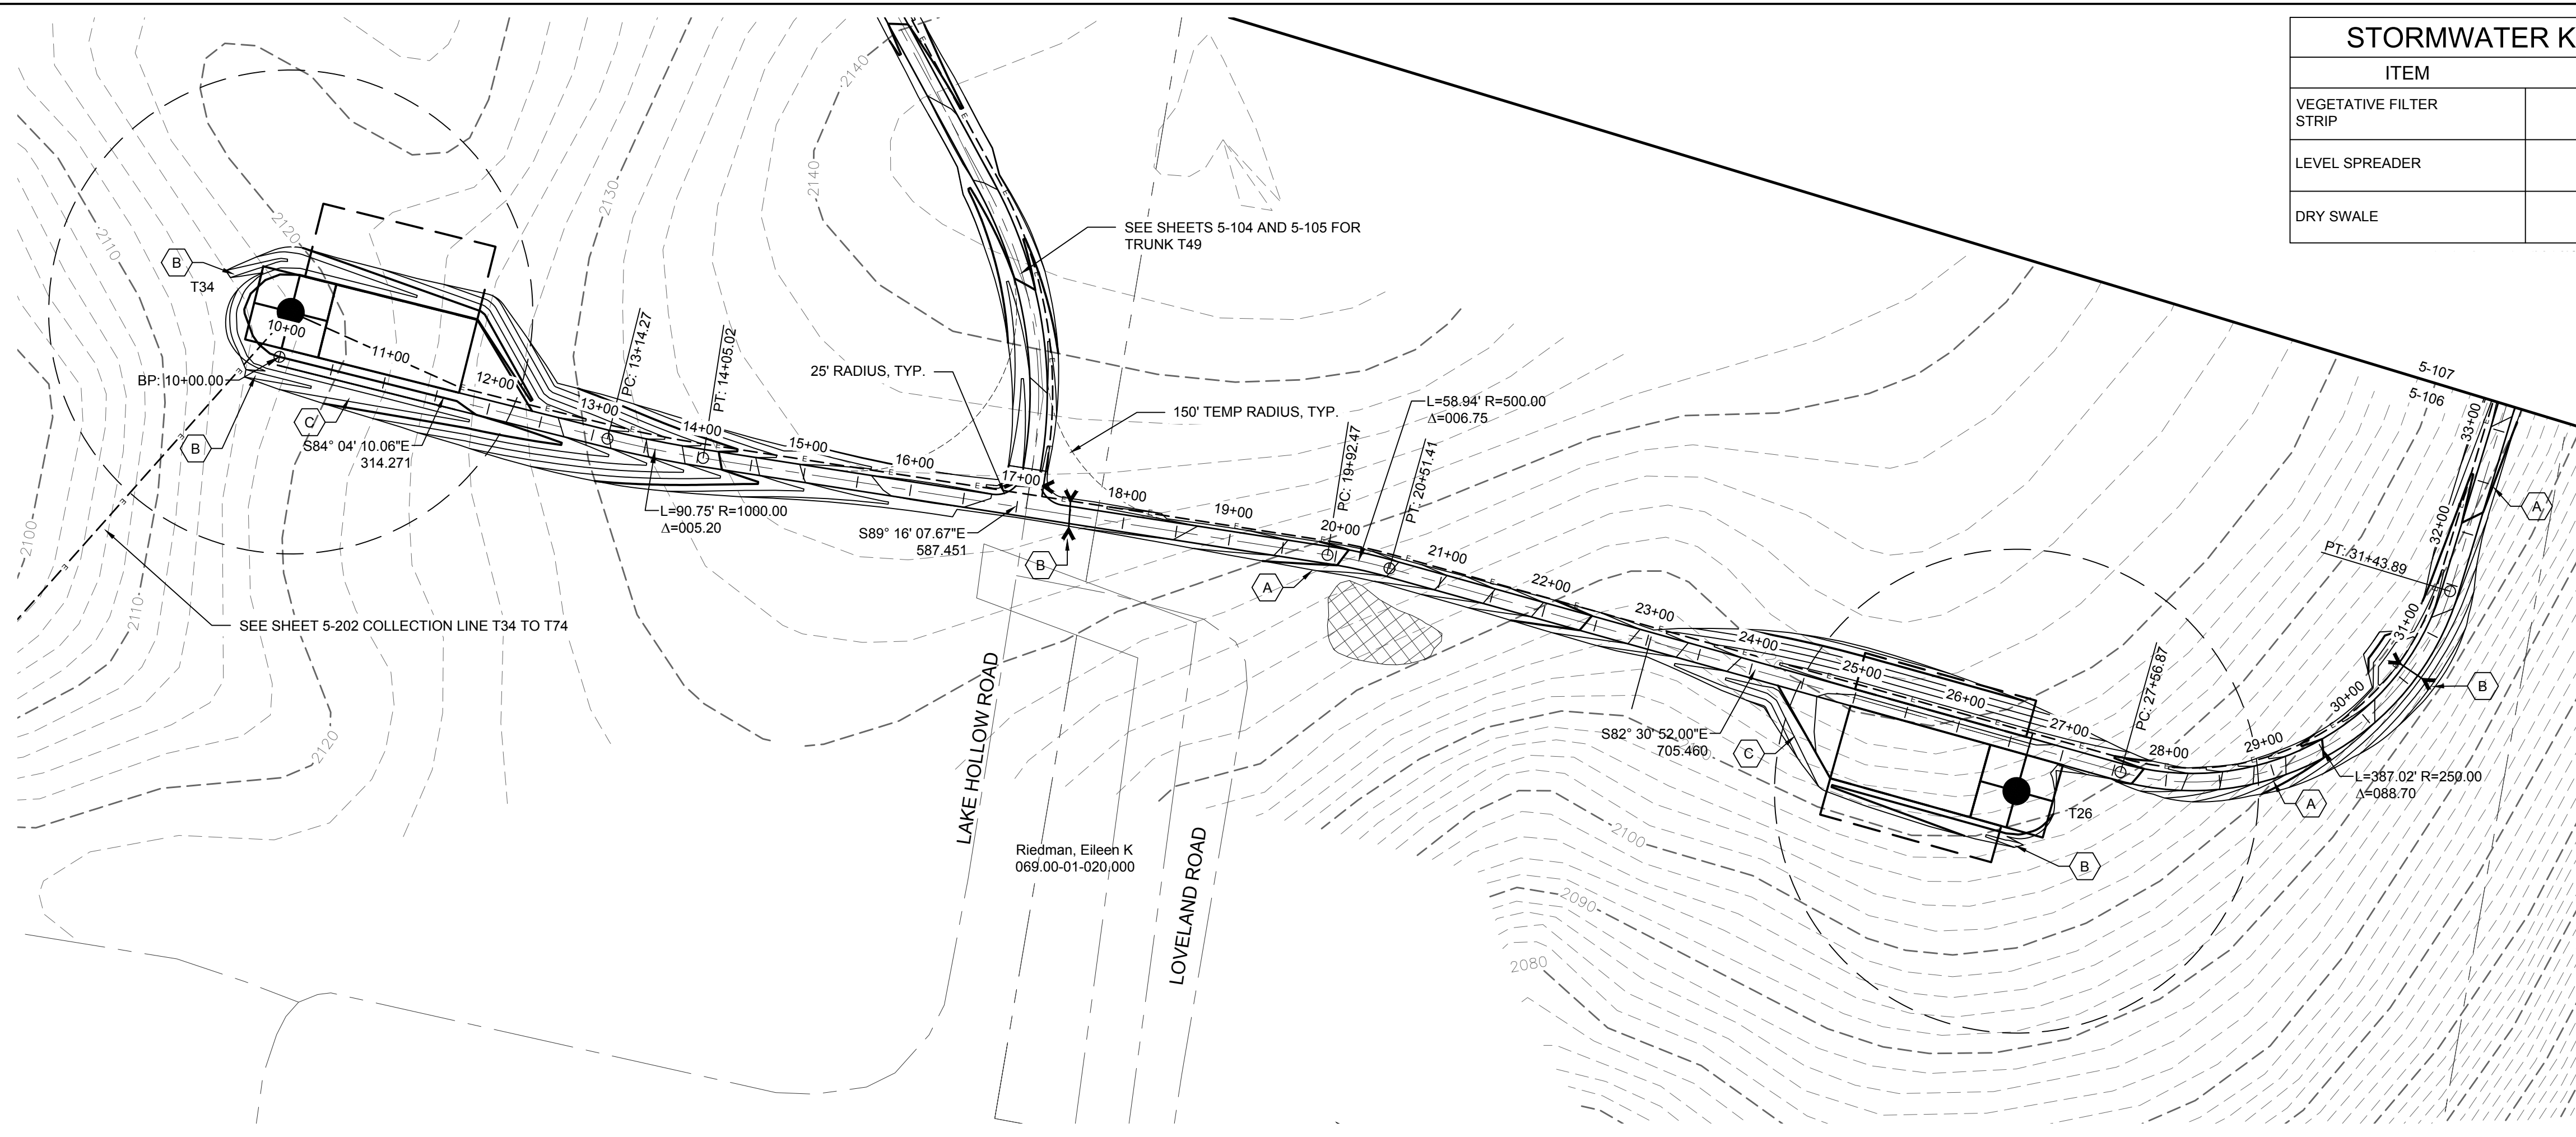 STORMWATER K
ITEM
VEGETATIVE FILTER
STRIP
LEVEL SPREADER
DRY SWALE
2140
2140
2130
2120
2110
2100
2110
2120
B
T34
10+00
11+00
12+00
13+00
14+00
15+00
16+00
17+00
18+00
19+00
20+00
21+00
22+00
23+00
24+00
25+00
26+00
27+00
28+00
29+00
30+00
31+00
32+00
33+00
BP: 10+00.00
B
C
S84° 04' 10.06"E
314.271
PC: 13+14.27
PT: 14+05.02
L=90.75' R=1000.00
Δ=005.20
25' RADIUS, TYP.
SEE SHEETS 5-104 AND 5-105 FOR
TRUNK T49
150' TEMP RADIUS, TYP.
S89° 16' 07.67"E
587.451
B
A
PC: 19+92.47
PT: 20+51.41
L=58.94' R=500.00
Δ=006.75
SEE SHEET 5-202 COLLECTION LINE T34 TO T74
LAKE HOLLOW ROAD
LOVELAND ROAD
Riedman, Eileen K
069.00-01-020.000
S82° 30' 52.00"E
705.460
C
PC: 27+56.87
T26
B
L=387.02' R=250.00
Δ=088.70
A
B
A
PT: 31+43.89
5-107
5-106
2100
2090
2080